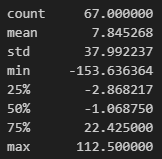 count 67.000000
mean 7.845268
std 37.992237
min -153.636364
25% -2.868217
50% -1.068750
75% 22.425000
max 112.500000